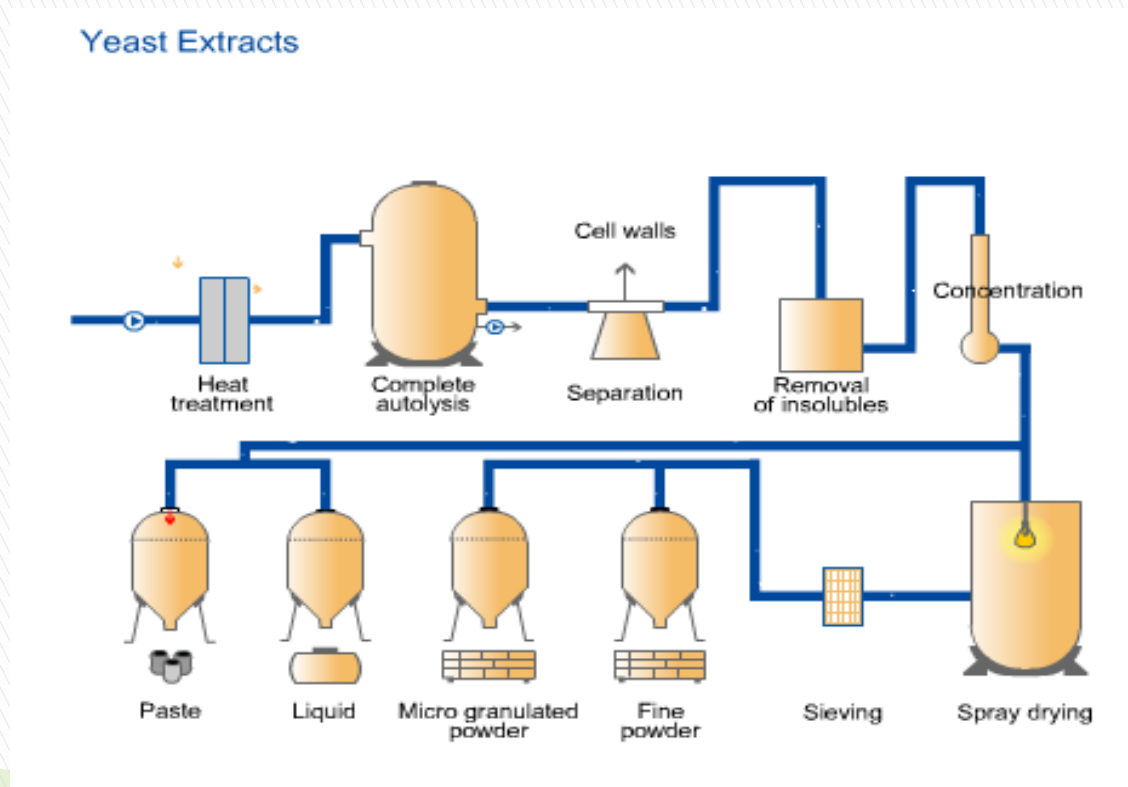 Yeast Extracts
Cell walls
Concentration
Heat
treatment
Complete
autolysis
Separation
Removal
of insolubles
Paste
Liquid
Micro granulated
powder
Fine
powder
Sieving
Spray drying